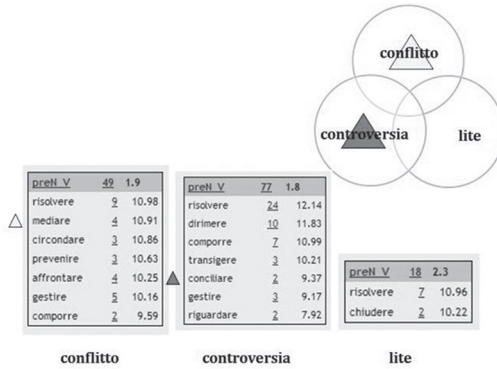 conflitto
controversia lite
preN_V 49 1.9
risolvere 9 10.98
mediare 4 10.91
circondare 3 10.86
prevenire 3 10.63
affrontare 4 10.25
gestire 5 10.16
comporre 2 9.59
conflitto
preN_V 77 1.8
risolvere 24 12.14
dirimere 10 11.83
comporre 7 10.99
transigere 3 10.21
conciliare 2 9.37
gestire 3 9.17
riguardare 2 7.92
controversia
preN_V 18 2.3
risolvere 7 10.96
chiudere 2 10.22
lite